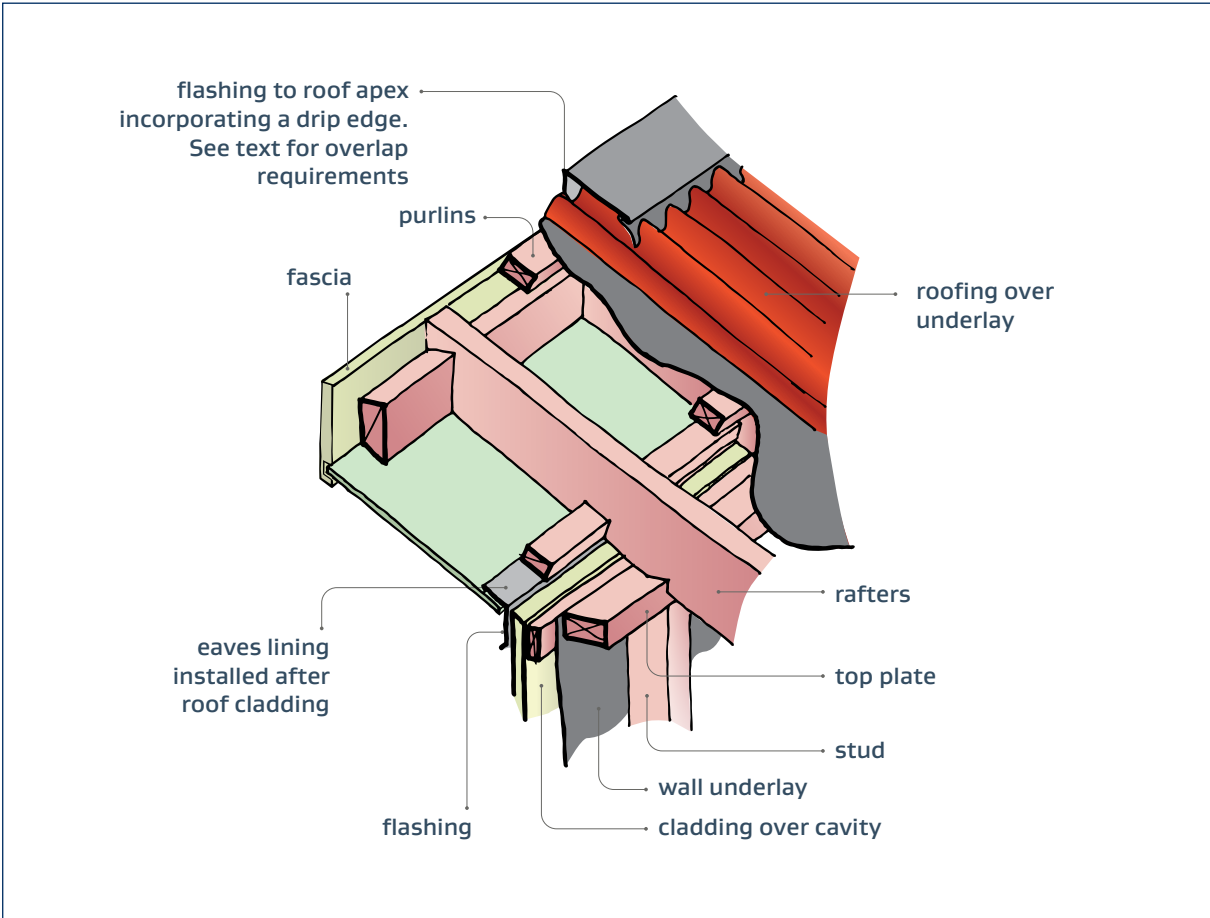 flashing to roof apex
incorporating a drip edge.
See text for overlap
requirements
purlins
fascia
roofing over
underlay
rafters
eaves lining
installed after
roof cladding
top plate
stud
wall underlay
flashing
cladding over cavity